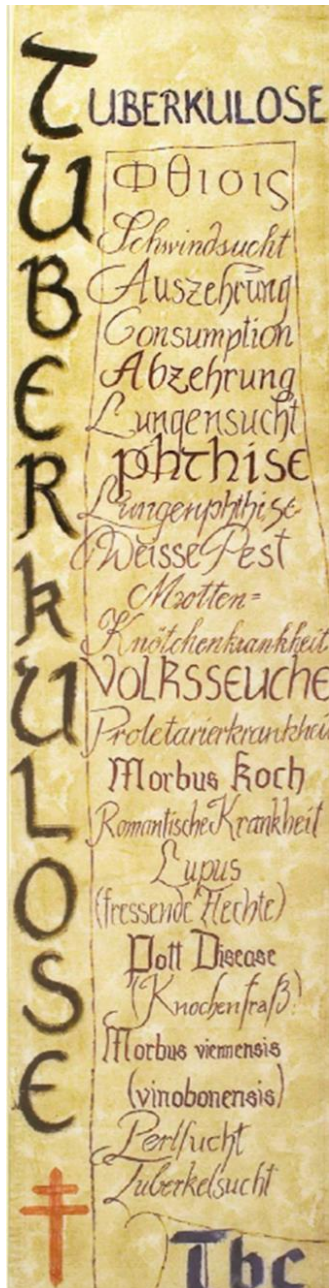 TUBERKULOSE
TUBERKULOSE
Φθισις
Schwindsucht
Auszehrung
Consumption
Abzehrung
Lungensucht
phthise
Lungenphthise
Weisse Pest
Motten=
Knötchenkrankheit
VOLKSSEUCHE
Proletarierkrankheit
Morbus Koch
Romantische Krankheit
Lupus
(fressende Flechte)
Pott Disease
(Knochenfraß)
Morbus viennensis
(vinobonensis)
Perlsucht
Tuberkelsucht
Tbc